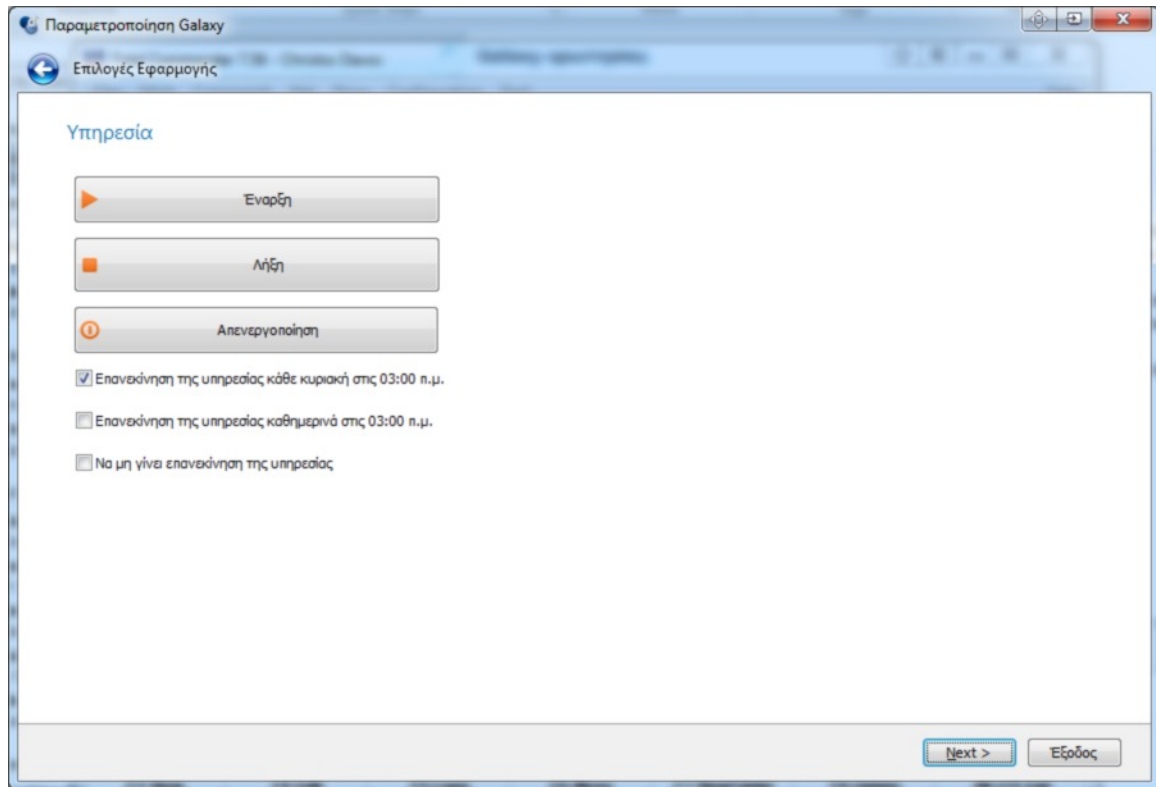 Παραμετροποίηση Galaxy
Επιλογές Εφαρμογής
Υπηρεσία
Έναρξη
Λήξη
Απενεργοποίηση
Επανεκίνηση της υπηρεσίας κάθε κυριακή στις 03:00 π.μ.
Επανεκίνηση της υπηρεσίας καθημερινά στις 03:00 π.μ.
Να μη γίνει επανεκίνηση της υπηρεσίας
Next >
Έξοδος